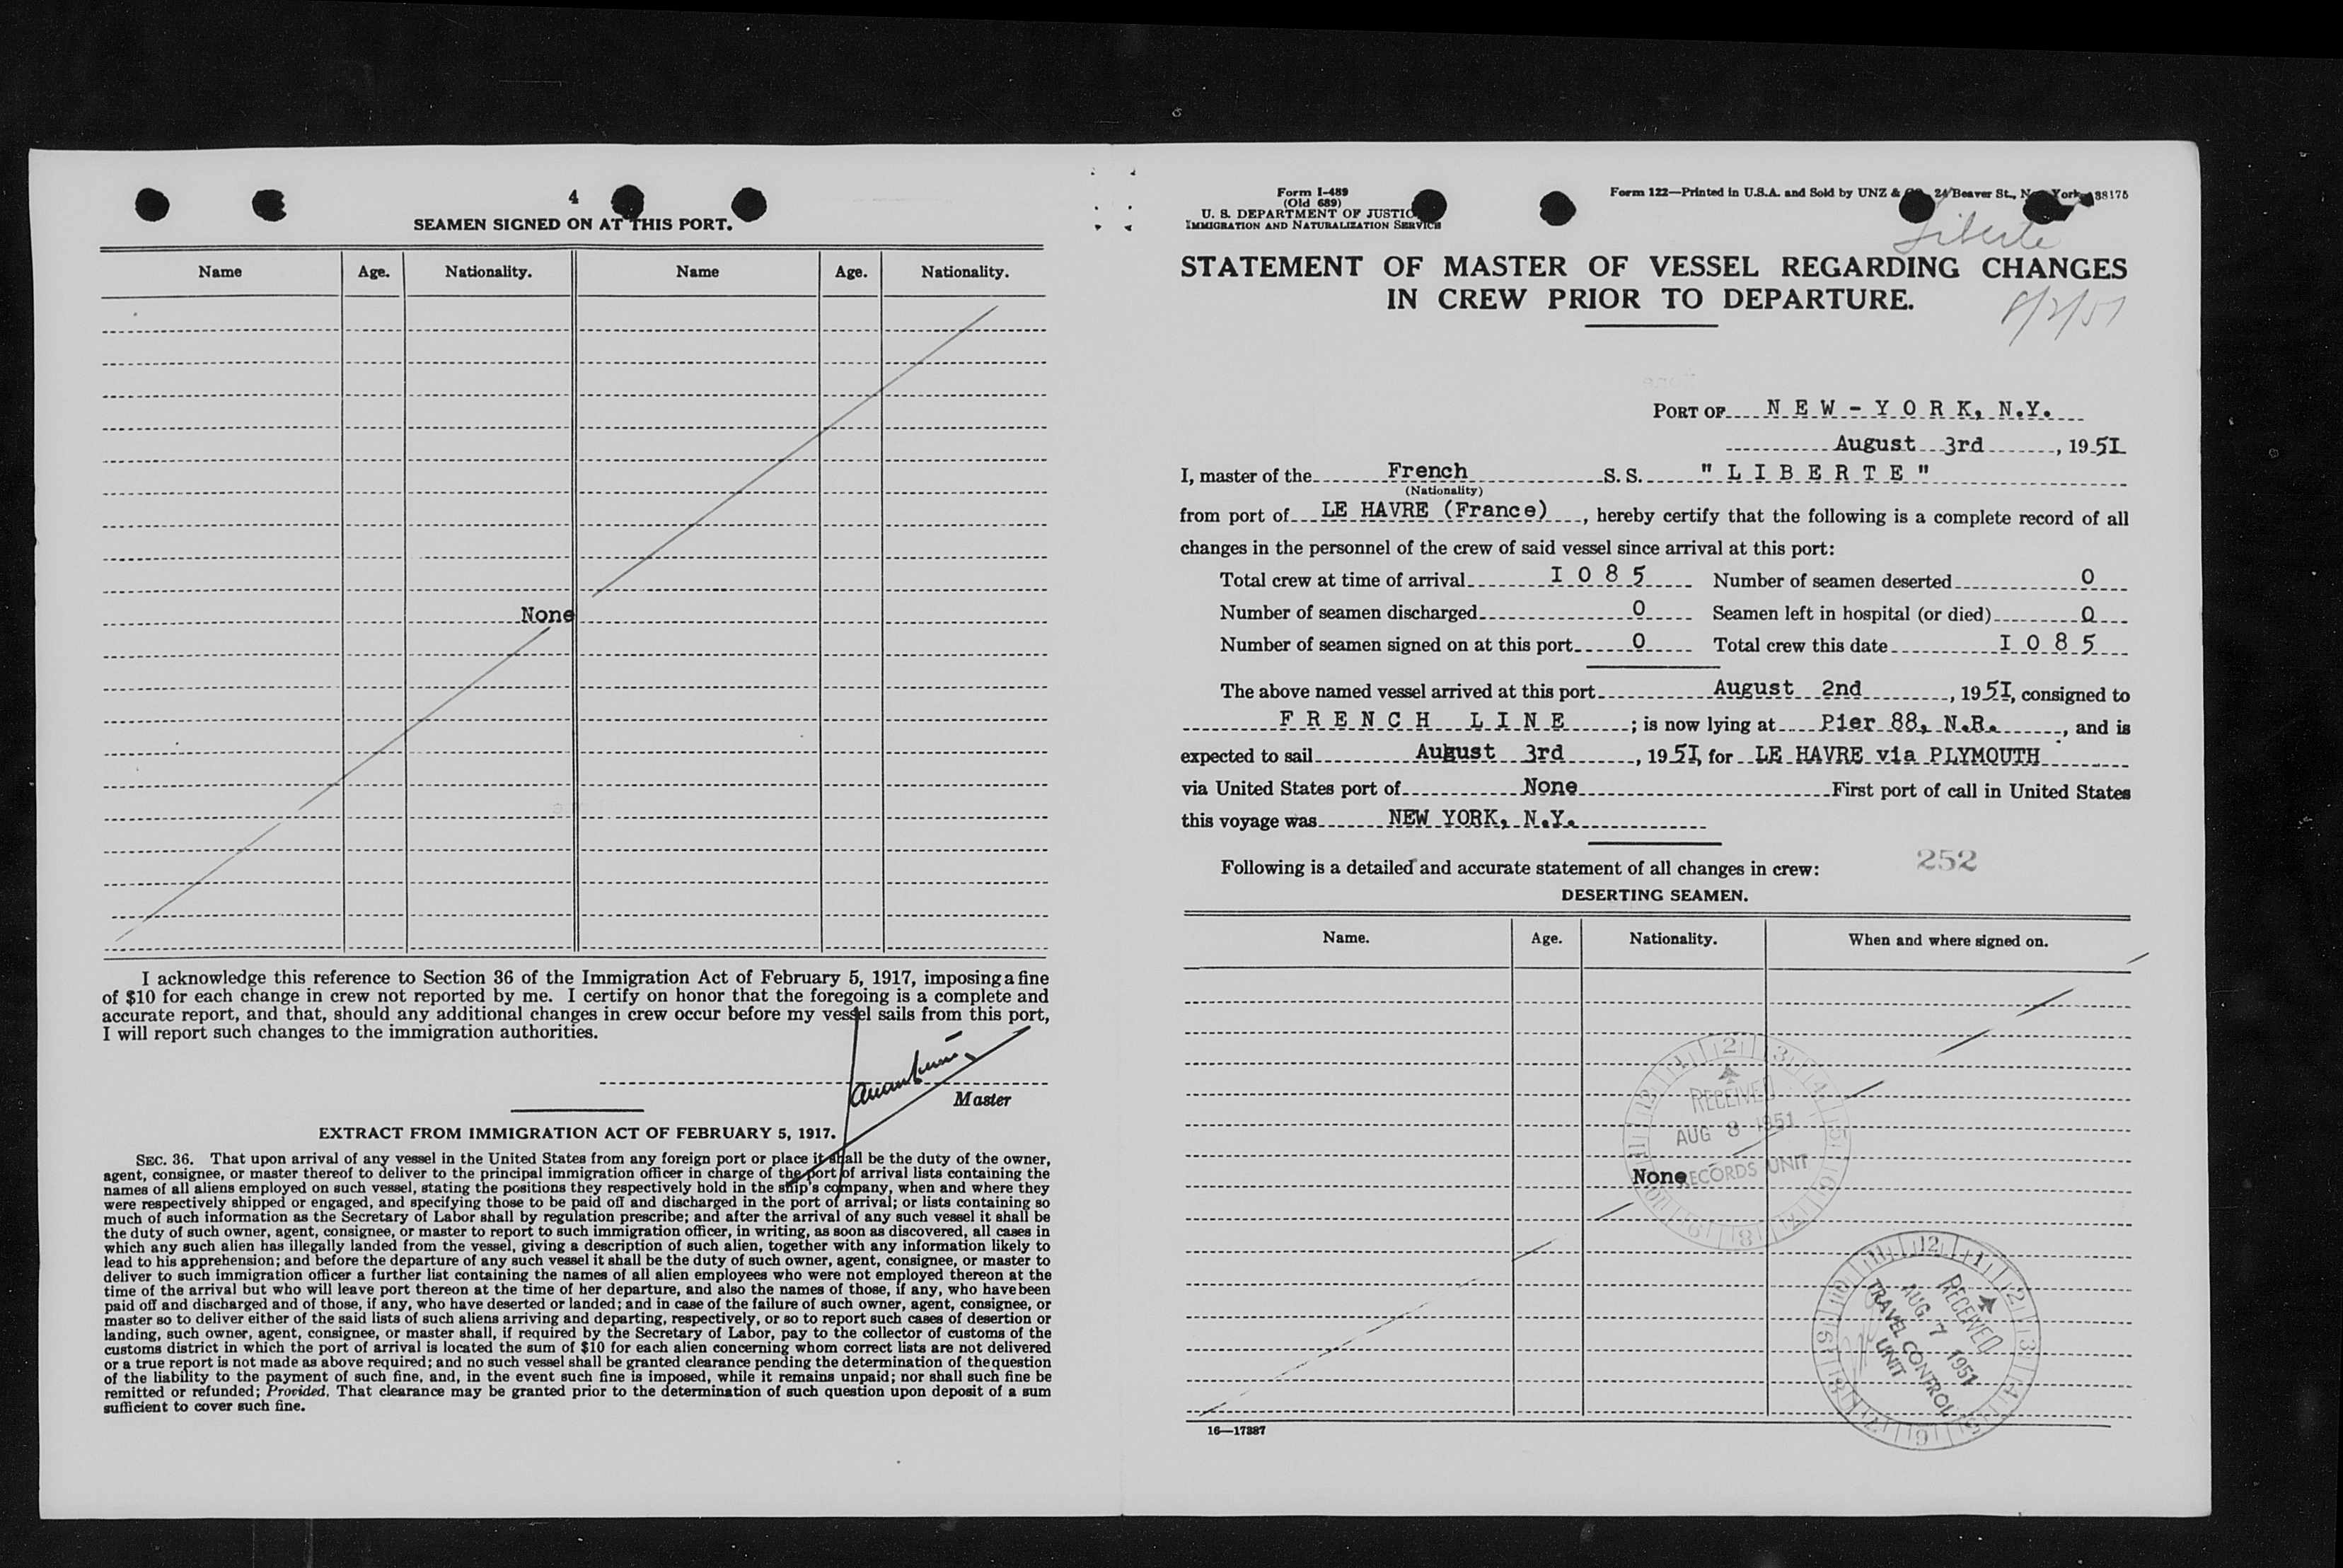 4
SEAMEN SIGNED ON AT THIS PORT.
Name Age. Nationality. Name Age. Nationality.
None
I acknowledge this reference to Section 36 of the Immigration Act of February 5, 1917, imposing a fine
of $10 for each change in crew not reported by me. I certify on honor that the foregoing is a complete and
accurate report, and that, should any additional changes in crew occur before my vessel sails from this port,
I will report such changes to the immigration authorities.
Master
EXTRACT FROM IMMIGRATION ACT OF FEBRUARY 5, 1917.
SEC. 36. That upon arrival of any vessel in the United States from any foreign port or place it shall be the duty of the owner,
agent, consignee, or master thereof to deliver to the principal immigration officer in charge of the port of arrival lists containing the
names of all aliens employed on such vessel, stating the positions they respectively hold in the ship's company, when and where they
were respectively shipped or engaged, and specifying those to be paid off and discharged in the port of arrival; or lists containing so
much of such information as the Secretary of Labor shall by regulation prescribe; and after the arrival of any such vessel it shall be
the duty of such owner, agent, consignee, or master to report to such immigration officer, in writing, as soon as discovered, all cases in
which any such alien has illegally landed from the vessel, giving a description of such alien, together with any information likely to
lead to his apprehension; and before the departure of any such vessel it shall be the duty of such owner, agent, consignee, or master to
deliver to such immigration officer a further list containing the names of all alien employees who were not employed thereon at the
time of the arrival but who will leave port thereon at the time of her departure, and also the names of those, if any, who have been
paid off and discharged and of those, if any, who have deserted or landed; and in case of the failure of such owner, agent, consignee, or
master so to deliver either of the said lists of such aliens arriving and departing, respectively, or so to report such cases of desertion or
landing, such owner, agent, consignee, or master shall, if required by the Secretary of Labor, pay to the collector of customs of the
customs district in which the port of arrival is located the sum of $10 for each alien concerning whom correct lists are not delivered
or a true report is not made as above required; and no such vessel shall be granted clearance pending the determination of the question
of the liability to the payment of such fine, and, in the event such fine is imposed, while it remains unpaid; nor shall such fine be
remitted or refunded; Provided, That clearance may be granted prior to the determination of such question upon deposit of a sum
sufficient to cover such fine.
Form I-489
(Old 689)
U. S. DEPARTMENT OF JUSTICE
IMMIGRATION AND NATURALIZATION SERVICE
Form 122—Printed in U.S.A. and Sold by UNZ & CO., 24 Beaver St., New York 38175
Liberte
STATEMENT OF MASTER OF VESSEL REGARDING CHANGES
IN CREW PRIOR TO DEPARTURE.
8/2/51
PORT OF NEW-YORK, N.Y.
August 3rd, 1951
I, master of the French S. S. "LIBERTE"
(Nationality)
from port of LE HAVRE (France), hereby certify that the following is a complete record of all
changes in the personnel of the crew of said vessel since arrival at this port:
Total crew at time of arrival I085 Number of seamen deserted 0
Number of seamen discharged 0 Seamen left in hospital (or died) 0
Number of seamen signed on at this port 0 Total crew this date I085
The above named vessel arrived at this port August 2nd, 195I, consigned to
FRENCH LINE; is now lying at Pier 88, N.R., and is
expected to sail August 3rd, 195I, for LE HAVRE via PLYMOUTH
via United States port of None First port of call in United States
this voyage was NEW YORK, N.Y.
Following is a detailed and accurate statement of all changes in crew: 252
DESERTING SEAMEN.
Name. Age. Nationality. When and where signed on.
RECEIVED
AUG 8 1951
RECORDS UNIT
None
RECEIVED
AUG 7 1951
TRAVEL CONTROL
UNIT
16—17387